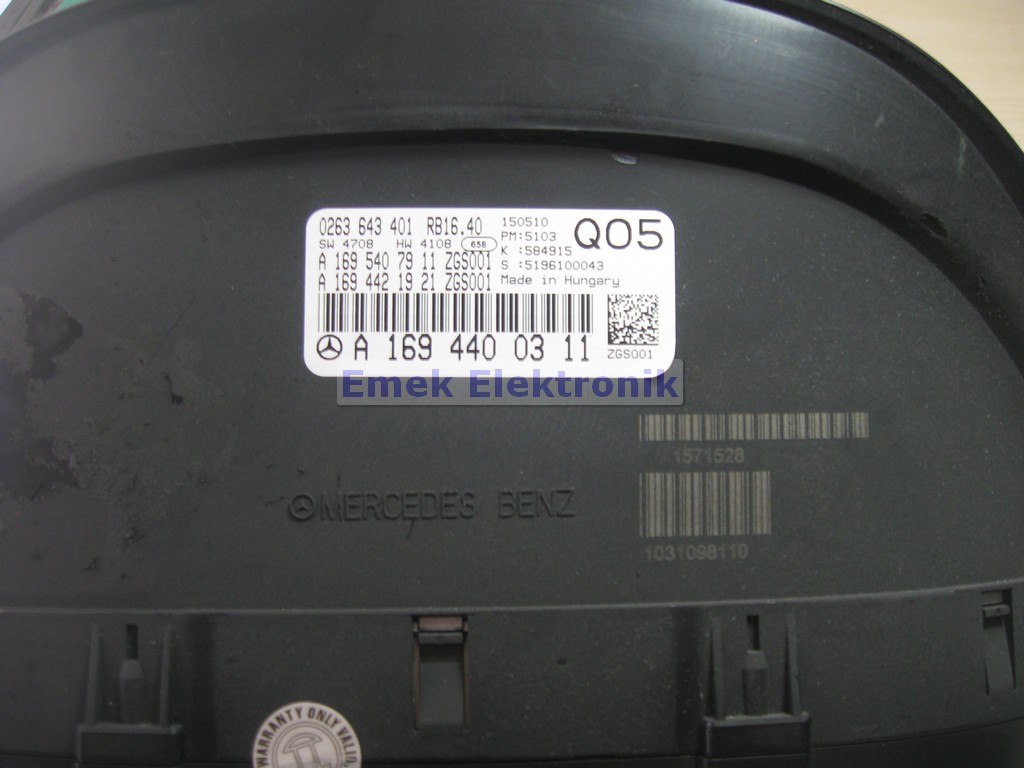 0263 643 401 RB16.40
SW 4708 HW 4108 658
A 169 540 79 11 ZGS001
A 169 442 19 21 ZGS001
150510
PM:5103
K :584915
S :5196100043
Made in Hungary
Q05
A 169 440 03 11
ZGS001
Emek Elektronik
1571528
MERCEDES BENZ
1031098110
WARRANTY ONLY VALID